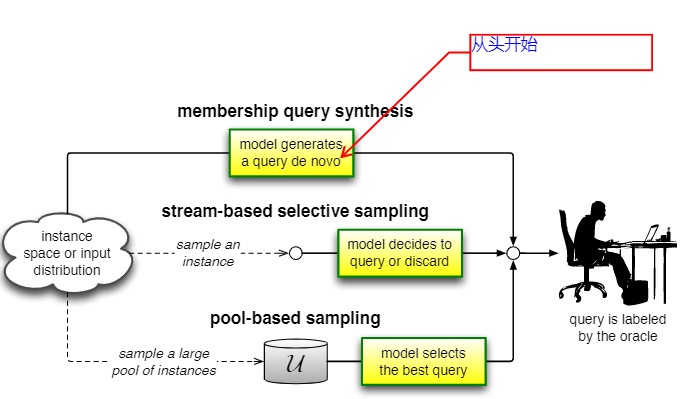 从头开始
membership query synthesis
model generates
a query de novo
stream-based selective sampling
instance
space or input
distribution
sample an
instance
model decides to
query or discard
query is labeled
by the oracle
pool-based sampling
sample a large
pool of instances
U
model selects
the best query